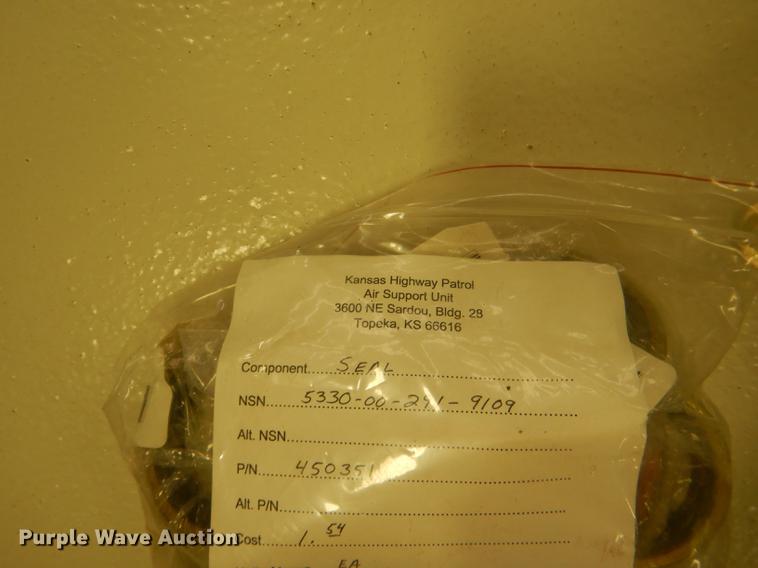 Kansas Highway Patrol
Air Support Unit
3600 NE Sardou, Bldg. 28
Topeka, KS 66616
Component....SEAL
NSN....5330-00-291-9109
Alt. NSN....
P/N....450351
Alt. P/N....
Cost 1.54
EA
Purple Wave Auction